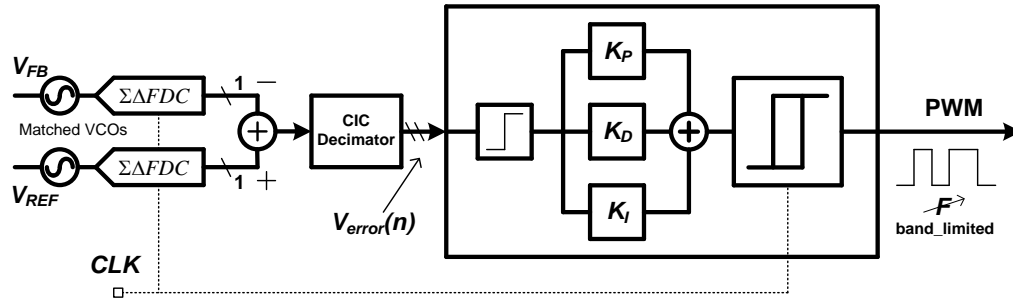 V_FB
ΣΔFDC
1
−
Matched VCOs
+
CIC
Decimator
V_REF
ΣΔFDC
1
+
V_error(n)
K_P
K_D
+
K_I
PWM
F
band_limited
CLK